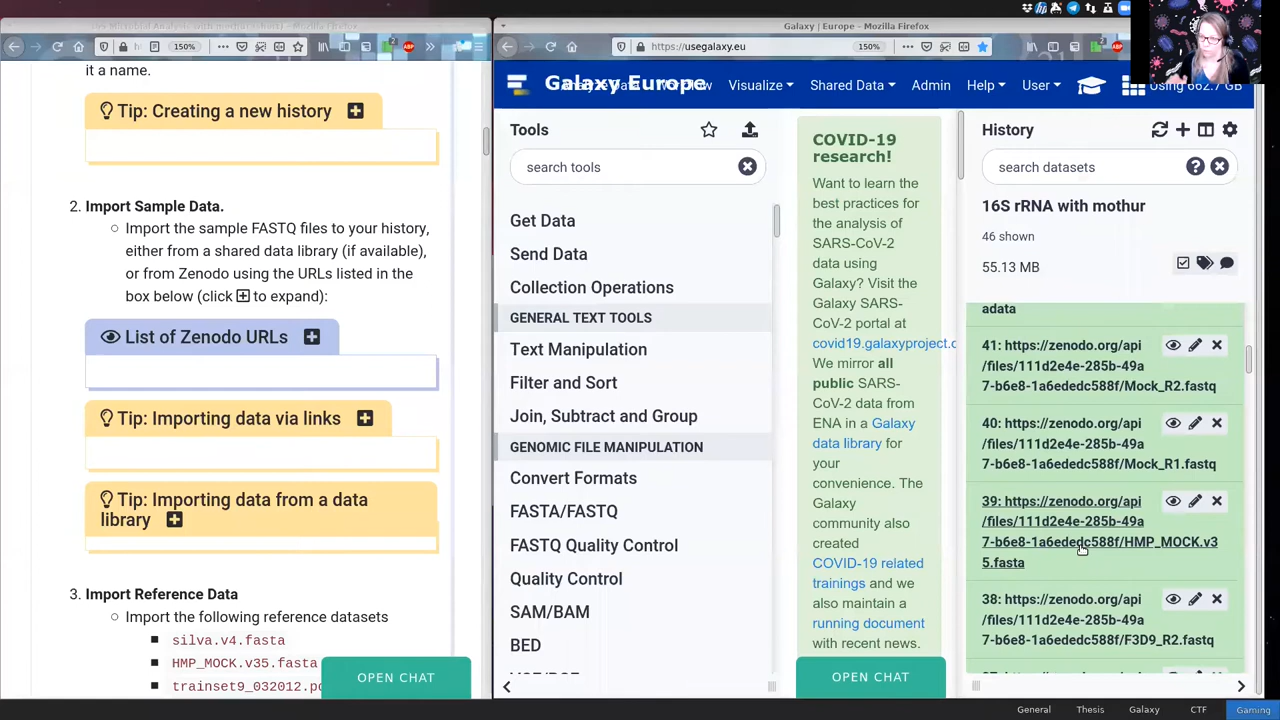 Galaxy | Europe - Mozilla Firefox
150%
https://usegalaxy.eu
150%
it a name.
Tip: Creating a new history
2. Import Sample Data.
Import the sample FASTQ files to your history,
either from a shared data library (if available),
or from Zenodo using the URLs listed in the
box below (click to expand):
List of Zenodo URLs
Tip: Importing data via links
Tip: Importing data from a data
library
3. Import Reference Data
Import the following reference datasets
silva.v4.fasta
HMP_MOCK.v35.fasta
OPEN CHAT
Galaxy Europe
Visualize
Shared Data
Admin
Help
User
Using 662.7 GB
Tools
search tools
Get Data
Send Data
Collection Operations
GENERAL TEXT TOOLS
Text Manipulation
Filter and Sort
Join, Subtract and Group
GENOMIC FILE MANIPULATION
Convert Formats
FASTA/FASTQ
FASTQ Quality Control
Quality Control
SAM/BAM
BED
COVID-19
research!
Want to learn the
best practices for
the analysis of
SARS-CoV-2
data using
Galaxy? Visit the
Galaxy SARS-
CoV-2 portal at
covid19.galaxyproject.o
We mirror all
public SARS-
CoV-2 data from
ENA in a Galaxy
data library for
your
convenience. The
Galaxy
community also
created
COVID-19 related
trainings and we
also maintain a
running document
with recent news.
OPEN CHAT
History
search datasets
16S rRNA with mothur
46 shown
55.13 MB
adata
41: https://zenodo.org/api
/files/111d2e4e-285b-49a
7-b6e8-1a6ededc588f/Mock_R2.fastq
40: https://zenodo.org/api
/files/111d2e4e-285b-49a
7-b6e8-1a6ededc588f/Mock_R1.fastq
39: https://zenodo.org/api
/files/111d2e4e-285b-49a
7-b6e8-1a6ededc588f/HMP_MOCK.v3
5.fasta
38: https://zenodo.org/api
/files/111d2e4e-285b-49a
7-b6e8-1a6ededc588f/F3D9_R2.fastq
General
Thesis
Galaxy
CTF
Gaming